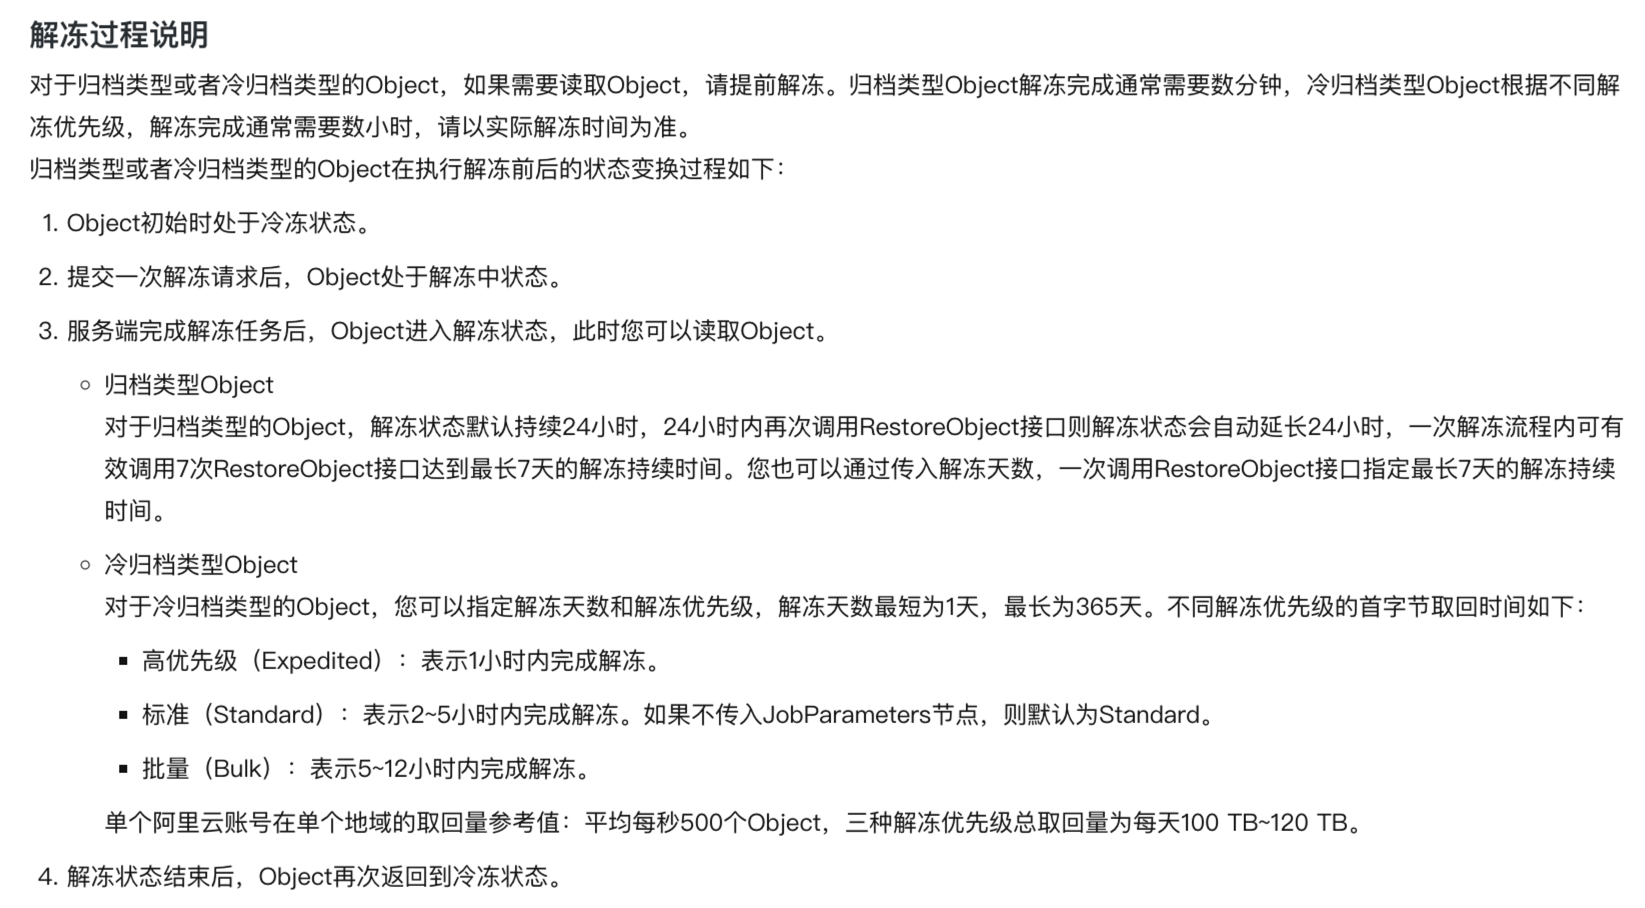 解冻过程说明
对于归档类型或者冷归档类型的Object，如果需要读取Object，请提前解冻。归档类型Object解冻完成通常需要数分钟，冷归档类型Object根据不同解
冻优先级，解冻完成通常需要数小时，请以实际解冻时间为准。
归档类型或者冷归档类型的Object在执行解冻前后的状态变换过程如下：
1. Object初始时处于冷冻状态。
2. 提交一次解冻请求后，Object处于解冻中状态。
3. 服务端完成解冻任务后，Object进入解冻状态，此时您可以读取Object。
○ 归档类型Object
对于归档类型的Object，解冻状态默认持续24小时，24小时内再次调用RestoreObject接口则解冻状态会自动延长24小时，一次解冻流程内可有
效调用7次RestoreObject接口达到最长7天的解冻持续时间。您也可以通过传入解冻天数，一次调用RestoreObject接口指定最长7天的解冻持续
时间。
○ 冷归档类型Object
对于冷归档类型的Object，您可以指定解冻天数和解冻优先级，解冻天数最短为1天，最长为365天。不同解冻优先级的首字节取回时间如下：
■ 高优先级（Expedited）：表示1小时内完成解冻。
■ 标准（Standard）：表示2~5小时内完成解冻。如果不传入JobParameters节点，则默认为Standard。
■ 批量（Bulk）：表示5~12小时内完成解冻。
单个阿里云账号在单个地域的取回量参考值：平均每秒500个Object，三种解冻优先级总取回量为每天100 TB~120 TB。
4. 解冻状态结束后，Object再次返回到冷冻状态。